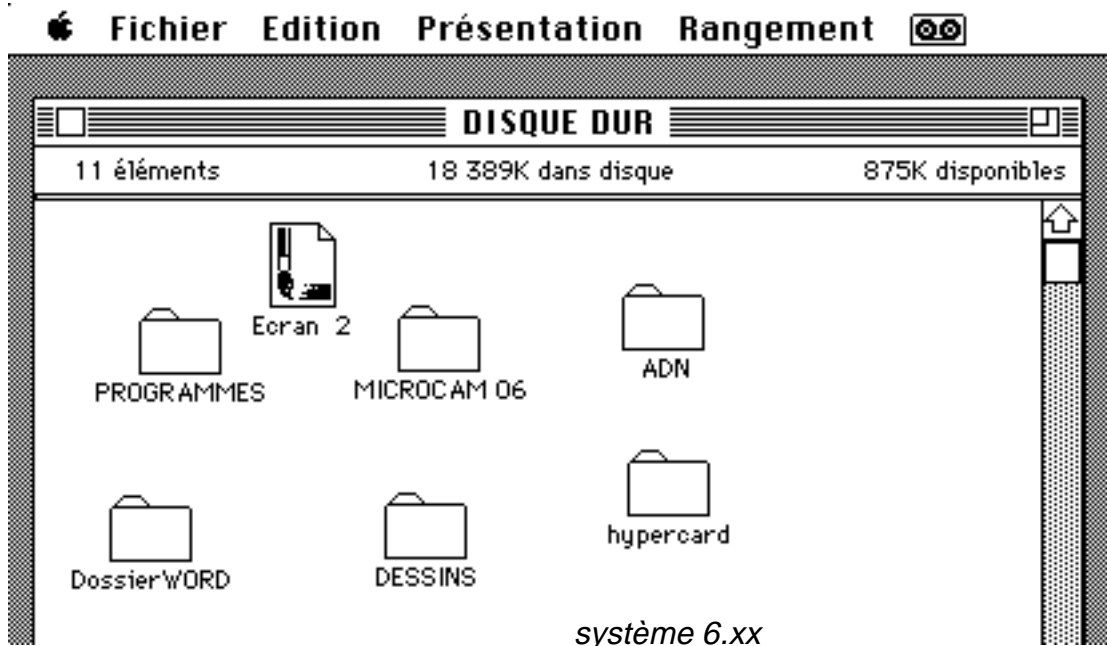 Fichier Edition Présentation Rangement
DISQUE DUR
11 éléments 18 389K dans disque 875K disponibles
Ecran 2
PROGRAMMES
MICROCAM 06
ADN
DossierWORD
DESSINS
hypercard
système 6.xx